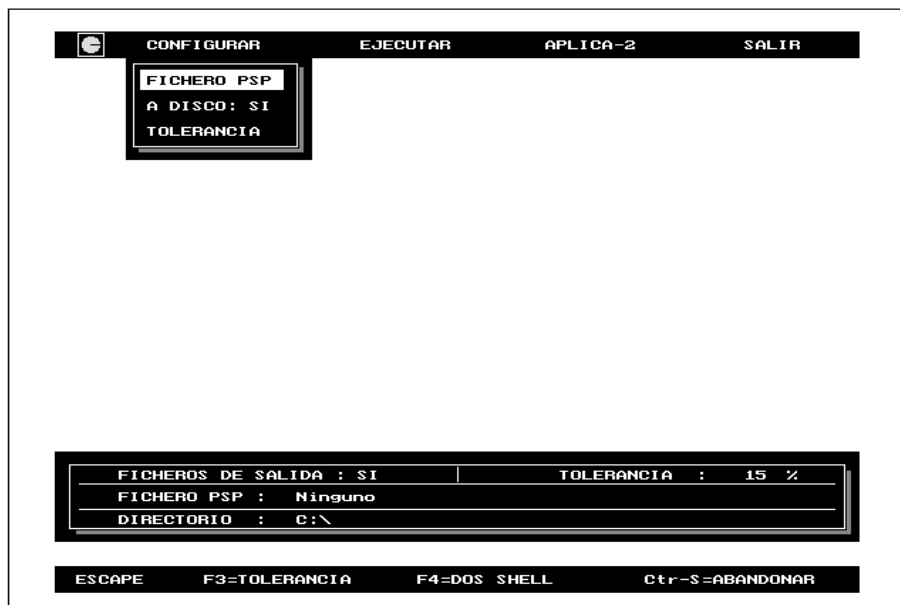 CONFIGURAR EJECUTAR APLICA-2 SALIR
FICHERO PSP
A DISCO: SI
TOLERANCIA
FICHEROS DE SALIDA : SI TOLERANCIA : 15 %
FICHERO PSP : Ninguno
DIRECTORIO : C:\
ESCAPE F3=TOLERANCIA F4=DOS SHELL Ctr-S=ABANDONAR